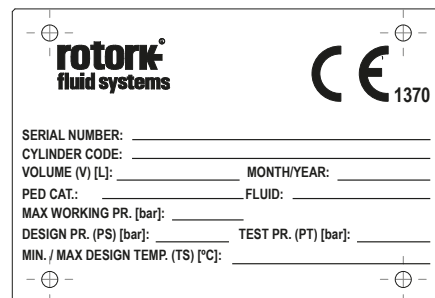 rotork®
fluid systems
CE 1370
SERIAL NUMBER:
CYLINDER CODE:
VOLUME (V) [L]: MONTH/YEAR:
PED CAT.: FLUID:
MAX WORKING PR. [bar]:
DESIGN PR. (PS) [bar]: TEST PR. (PT) [bar]:
MIN. / MAX DESIGN TEMP. (TS) [ºC]: